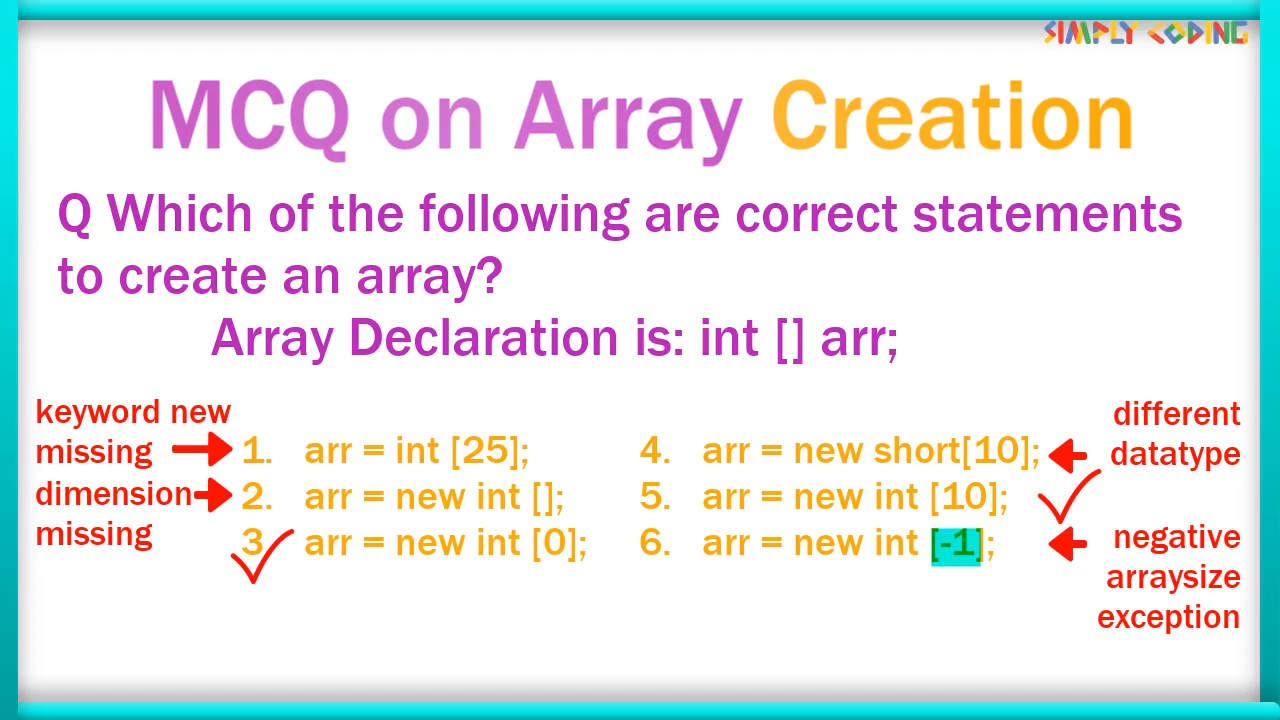 SIMPLY CODING
MCQ on Array Creation
Q Which of the following are correct statements
to create an array?
Array Declaration is: int [] arr;
keyword new
missing
dimension
missing
1. arr = int [25];
2. arr = new int [];
3 arr = new int [0];
4. arr = new short[10];
5. arr = new int [10];
6. arr = new int [-1];
different
datatype
negative
arraysize
exception